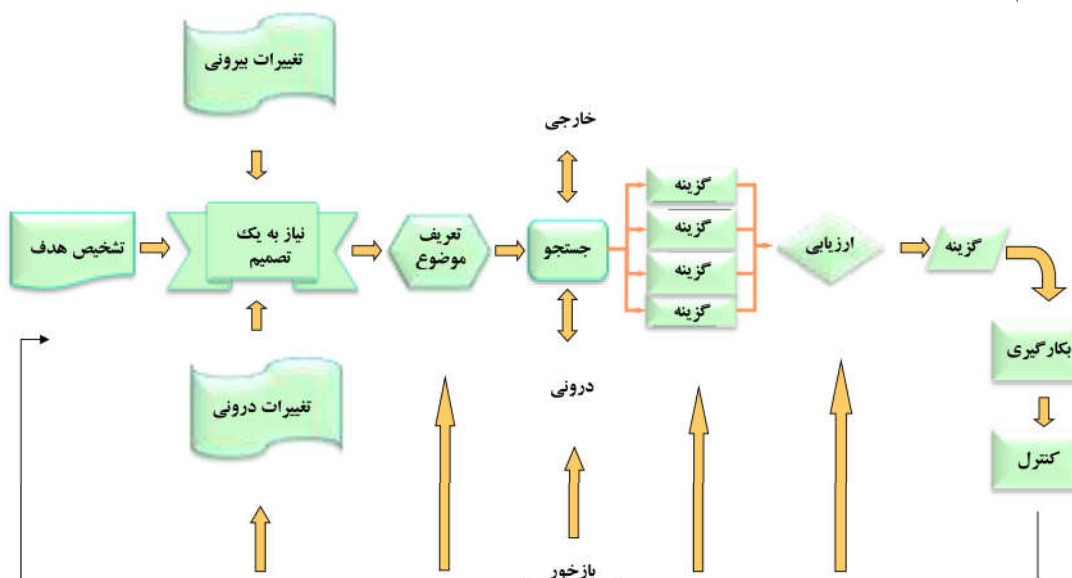 تغییرات بیرونی
خارجی
تشخیص هدف
نیاز به یک
تصمیم
تعریف
موضوع
جستجو
گزینه
گزینه
گزینه
گزینه
ارزیابی
گزینه
بکارگیری
کنترل
درونی
تغییرات درونی
بازخور